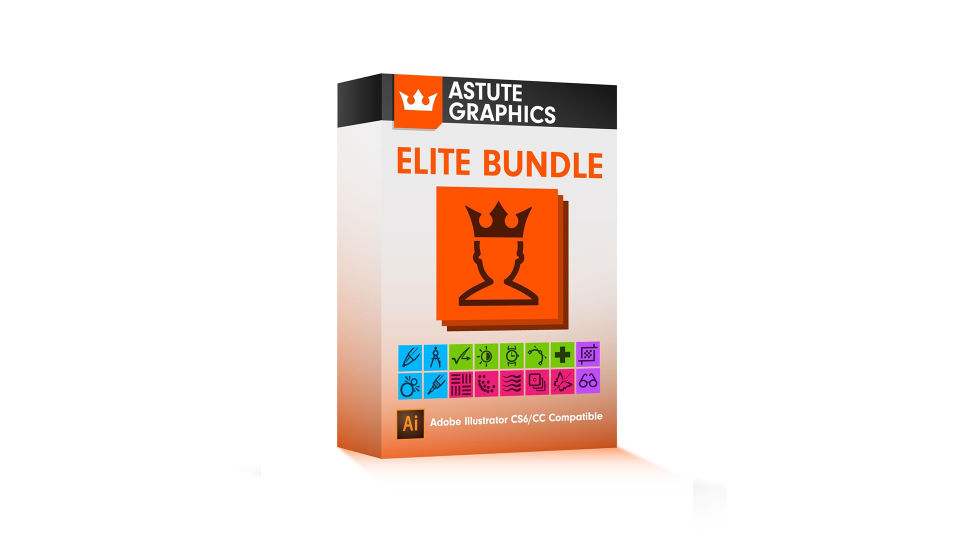 ASTUTE
GRAPHICS
ELITE BUNDLE
Ai
Adobe Illustrator CS6/CC Compatible